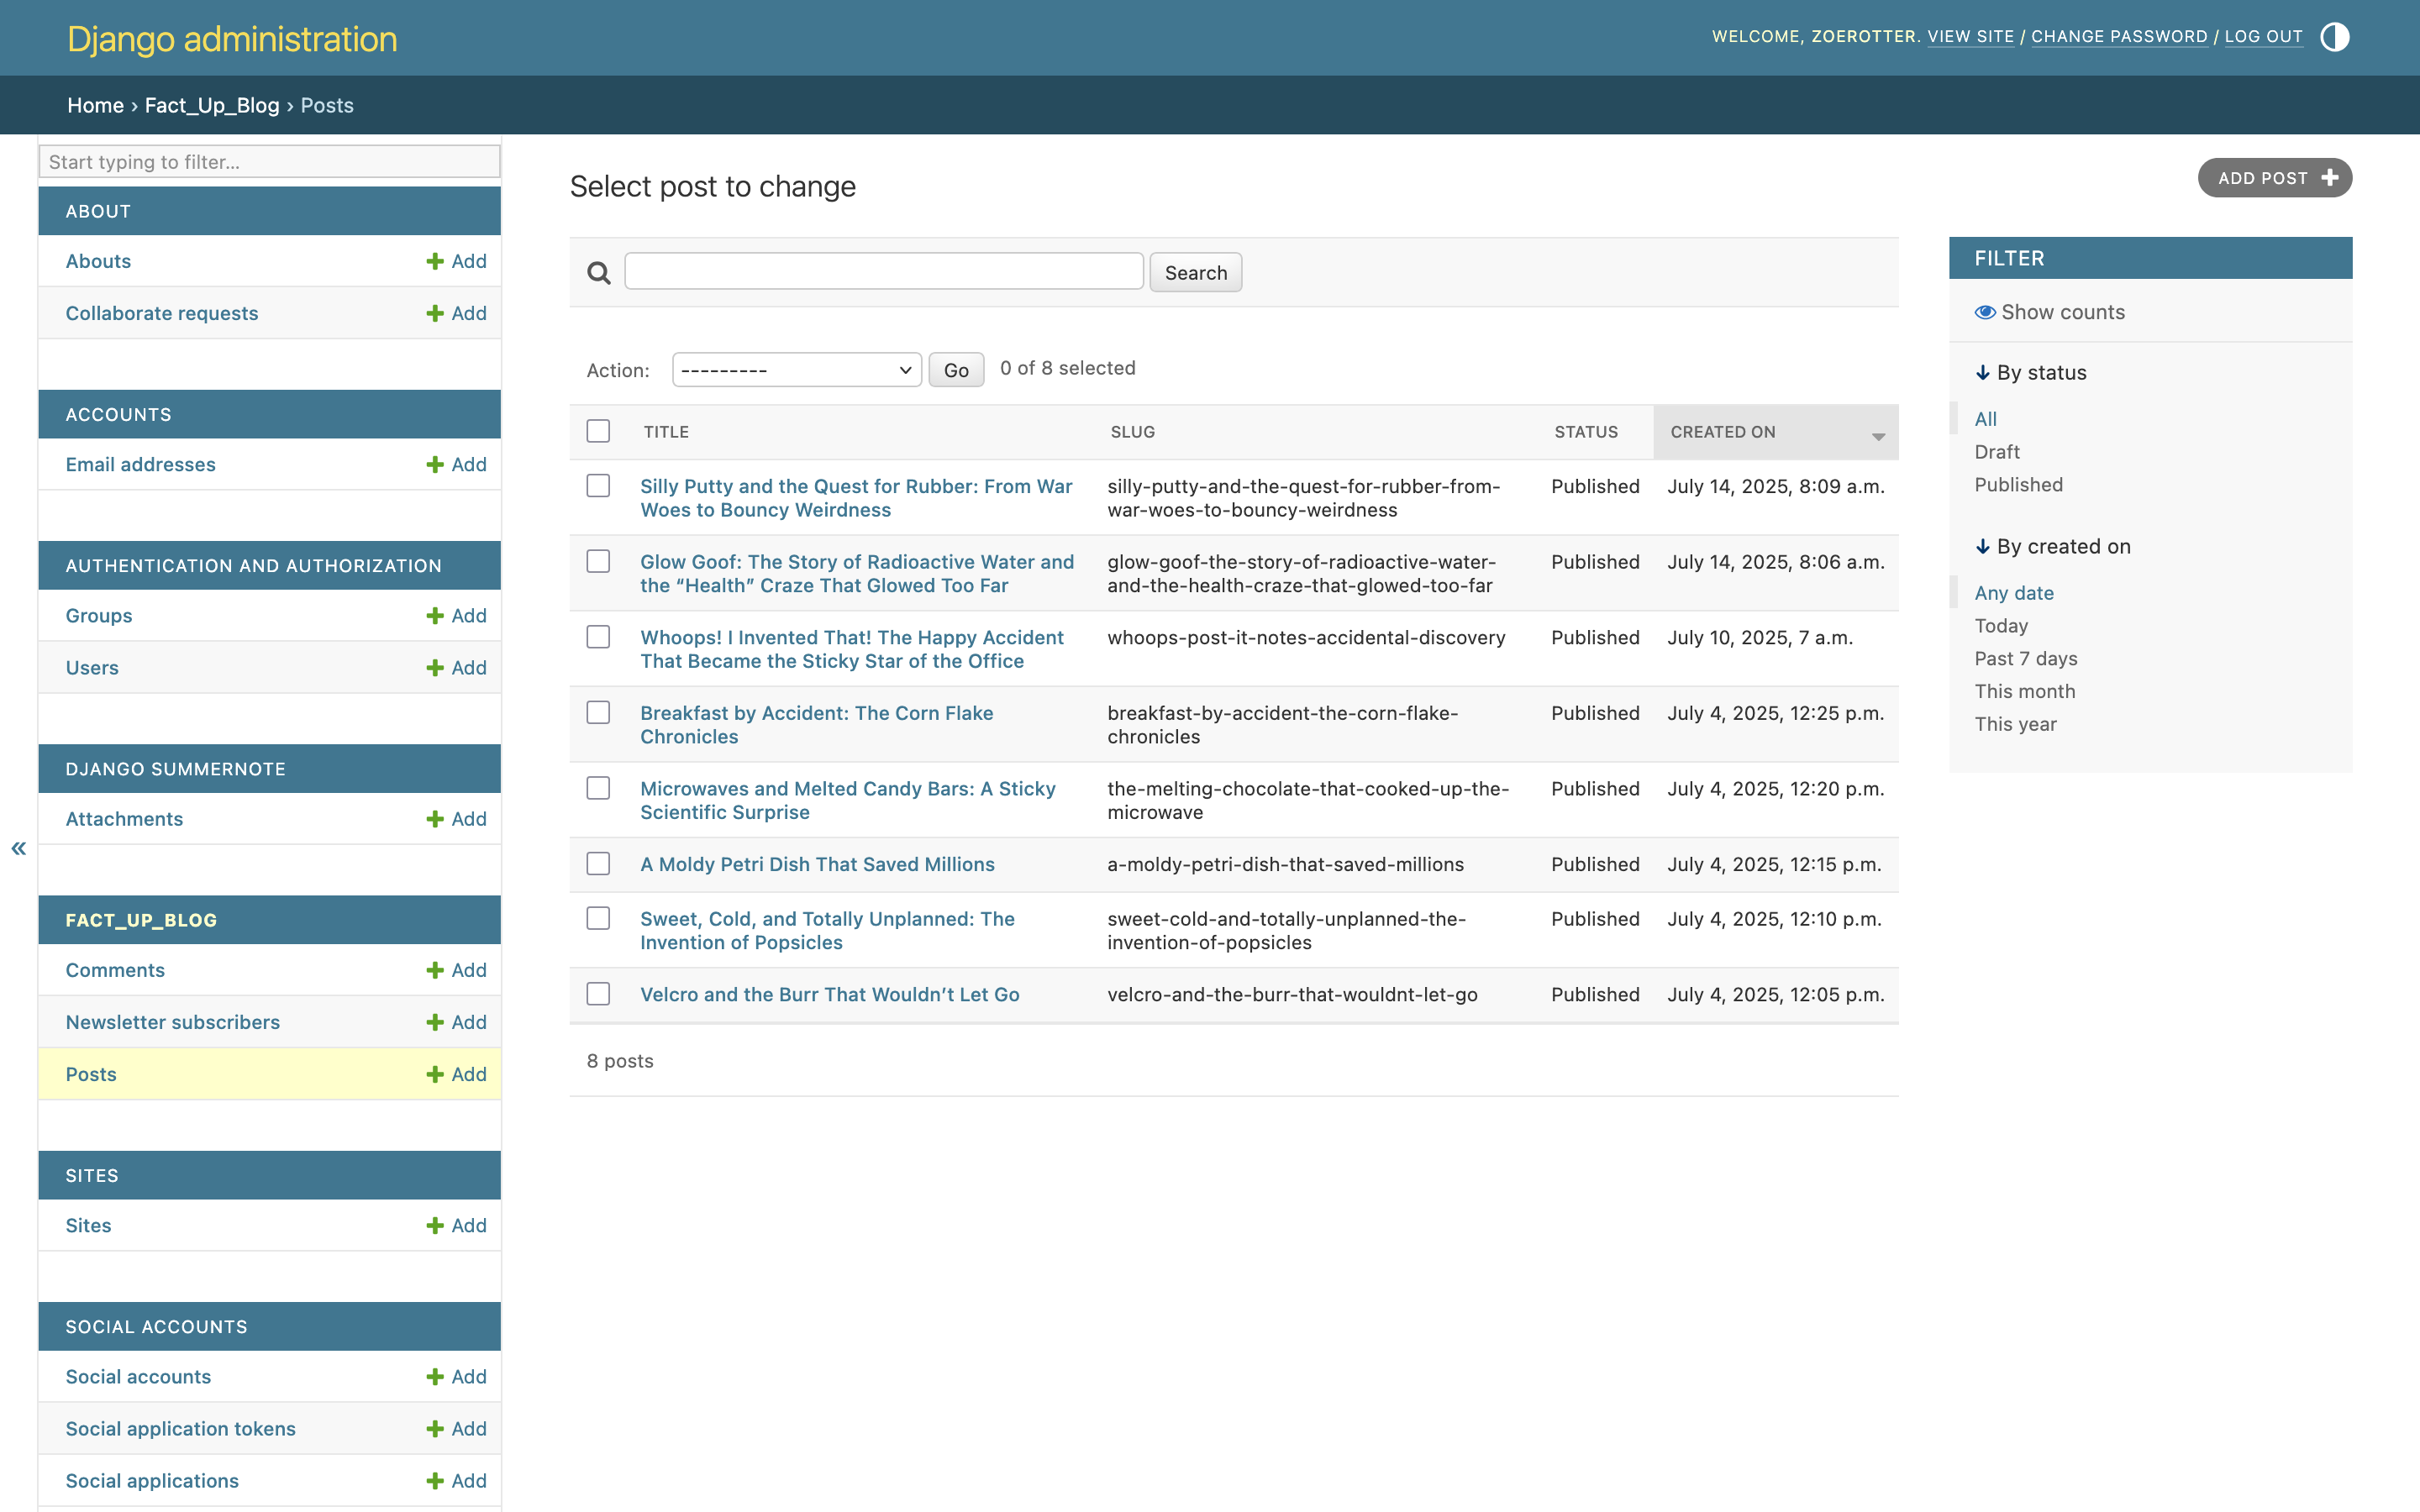 Django administration
WELCOME, ZOEROTTER. VIEW SITE / CHANGE PASSWORD / LOG OUT
Home › Fact_Up_Blog › Posts
Start typing to filter...
ABOUT
Abouts Add
Collaborate requests Add
ACCOUNTS
Email addresses Add
AUTHENTICATION AND AUTHORIZATION
Groups Add
Users Add
DJANGO SUMMERNOTE
Attachments Add
«
FACT_UP_BLOG
Comments Add
Newsletter subscribers Add
Posts Add
SITES
Sites Add
SOCIAL ACCOUNTS
Social accounts Add
Social application tokens Add
Social applications Add
Select post to change
ADD POST
Search
Action: --------- Go 0 of 8 selected
TITLE SLUG STATUS CREATED ON
Silly Putty and the Quest for Rubber: From War silly-putty-and-the-quest-for-rubber-from- Published July 14, 2025, 8:09 a.m.
Woes to Bouncy Weirdness war-woes-to-bouncy-weirdness
Glow Goof: The Story of Radioactive Water and glow-goof-the-story-of-radioactive-water- Published July 14, 2025, 8:06 a.m.
the “Health” Craze That Glowed Too Far and-the-health-craze-that-glowed-too-far
Whoops! I Invented That! The Happy Accident whoops-post-it-notes-accidental-discovery Published July 10, 2025, 7 a.m.
That Became the Sticky Star of the Office
Breakfast by Accident: The Corn Flake breakfast-by-accident-the-corn-flake- Published July 4, 2025, 12:25 p.m.
Chronicles chronicles
Microwaves and Melted Candy Bars: A Sticky the-melting-chocolate-that-cooked-up-the- Published July 4, 2025, 12:20 p.m.
Scientific Surprise microwave
A Moldy Petri Dish That Saved Millions a-moldy-petri-dish-that-saved-millions Published July 4, 2025, 12:15 p.m.
Sweet, Cold, and Totally Unplanned: The sweet-cold-and-totally-unplanned-the- Published July 4, 2025, 12:10 p.m.
Invention of Popsicles invention-of-popsicles
Velcro and the Burr That Wouldn’t Let Go velcro-and-the-burr-that-wouldnt-let-go Published July 4, 2025, 12:05 p.m.
8 posts
FILTER
Show counts
By status
All
Draft
Published
By created on
Any date
Today
Past 7 days
This month
This year